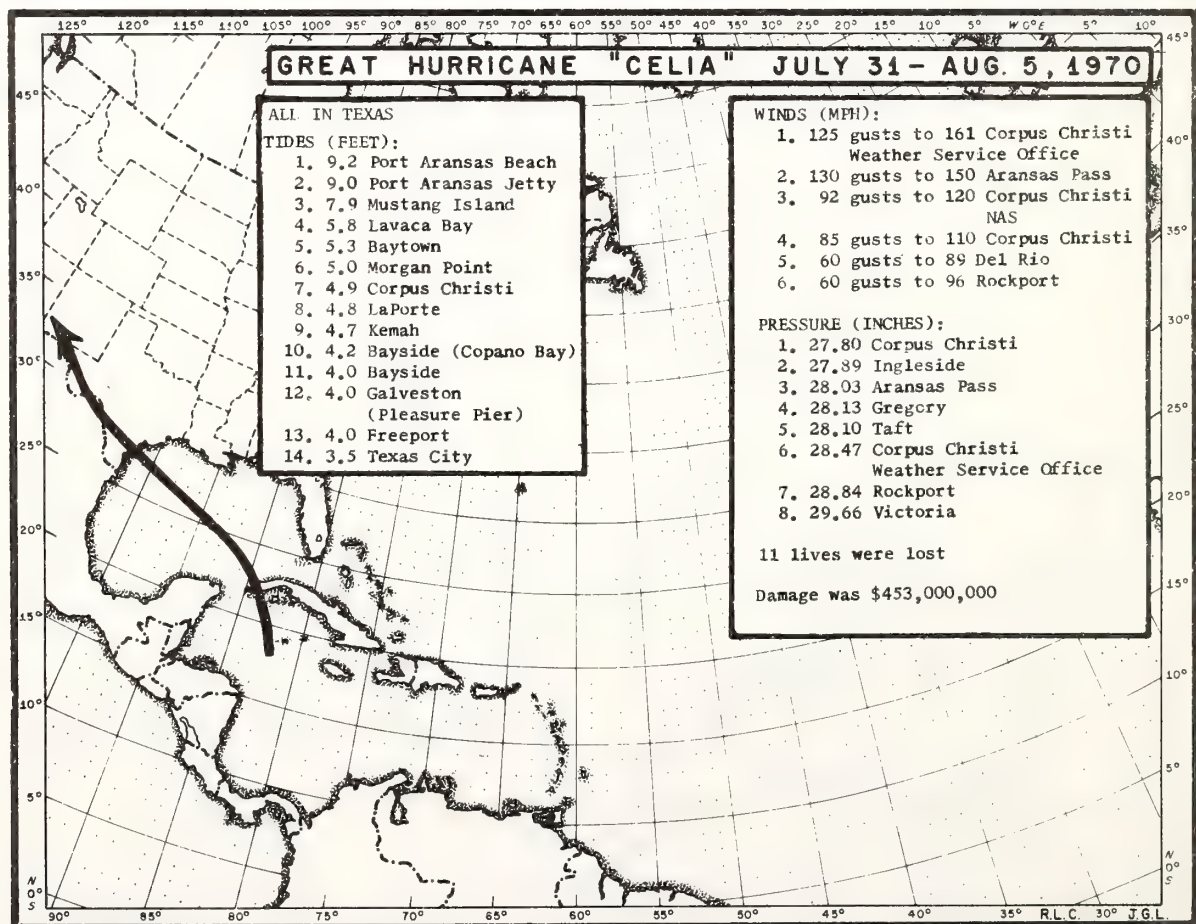 125° 120° 115° 110° 105° 100° 95° 90° 85° 80° 75° 70° 65° 60° 55° 50° 45° 40° 35° 30° 25° 20° 15° 10° 5° W 0° E 5° 10°
GREAT HURRICANE "CELIA" JULY 31 - AUG. 5, 1970
ALL IN TEXAS
TIDES (FEET):
1. 9.2 Port Aransas Beach
2. 9.0 Port Aransas Jetty
3. 7.9 Mustang Island
4. 5.8 Lavaca Bay
5. 5.3 Baytown
6. 5.0 Morgan Point
7. 4.9 Corpus Christi
8. 4.8 LaPorte
9. 4.7 Kemah
10. 4.2 Bayside (Copano Bay)
11. 4.0 Bayside
12. 4.0 Galveston
(Pleasure Pier)
13. 4.0 Freeport
14. 3.5 Texas City
WINDS (MPH):
1. 125 gusts to 161 Corpus Christi
Weather Service Office
2. 130 gusts to 150 Aransas Pass
3. 92 gusts to 120 Corpus Christi
NAS
4. 85 gusts to 110 Corpus Christi
5. 60 gusts to 89 Del Rio
6. 60 gusts to 96 Rockport
PRESSURE (INCHES):
1. 27.80 Corpus Christi
2. 27.89 Ingleside
3. 28.03 Aransas Pass
4. 28.13 Gregory
5. 28.10 Taft
6. 28.47 Corpus Christi
Weather Service Office
7. 28.84 Rockport
8. 29.66 Victoria
11 lives were lost
Damage was $453,000,000
45°
40°
35°
30°
25°
20°
15°
10°
5°
N
0°
S
45°
40°
35°
30°
25°
20°
15°
10°
5°
N
0°
S
90° 85° 80° 75° 70° 65° 60° 55° 50° 45° 40° 35° R.L.C. 30° J.G.L.